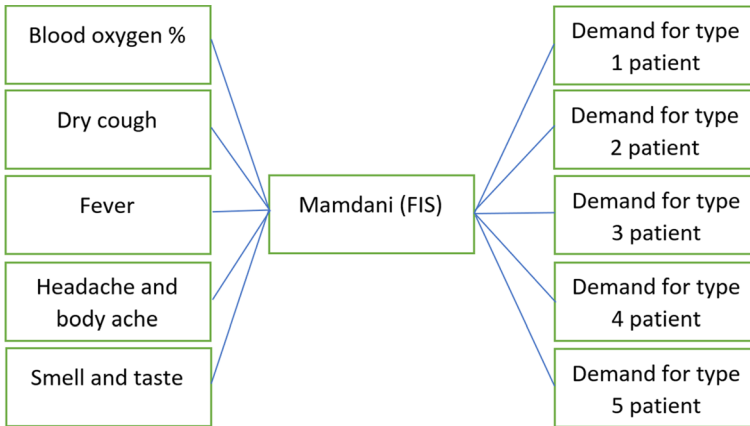 Blood oxygen %
Dry cough
Fever
Headache and
body ache
Smell and taste
Mamdani (FIS)
Demand for type
1 patient
Demand for type
2 patient
Demand for type
3 patient
Demand for type
4 patient
Demand for type
5 patient